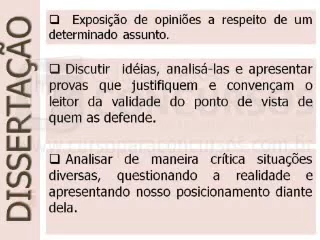 DISSERTAÇÃO
❑ Exposição de opiniões a respeito de um
determinado assunto.
❑ Discutir idéias, analisá-las e apresentar
provas que justifiquem e convençam o
leitor da validade do ponto de vista de
quem as defende.
❑ Analisar de maneira crítica situações
diversas, questionando a realidade e
apresentando nosso posicionamento diante
dela.